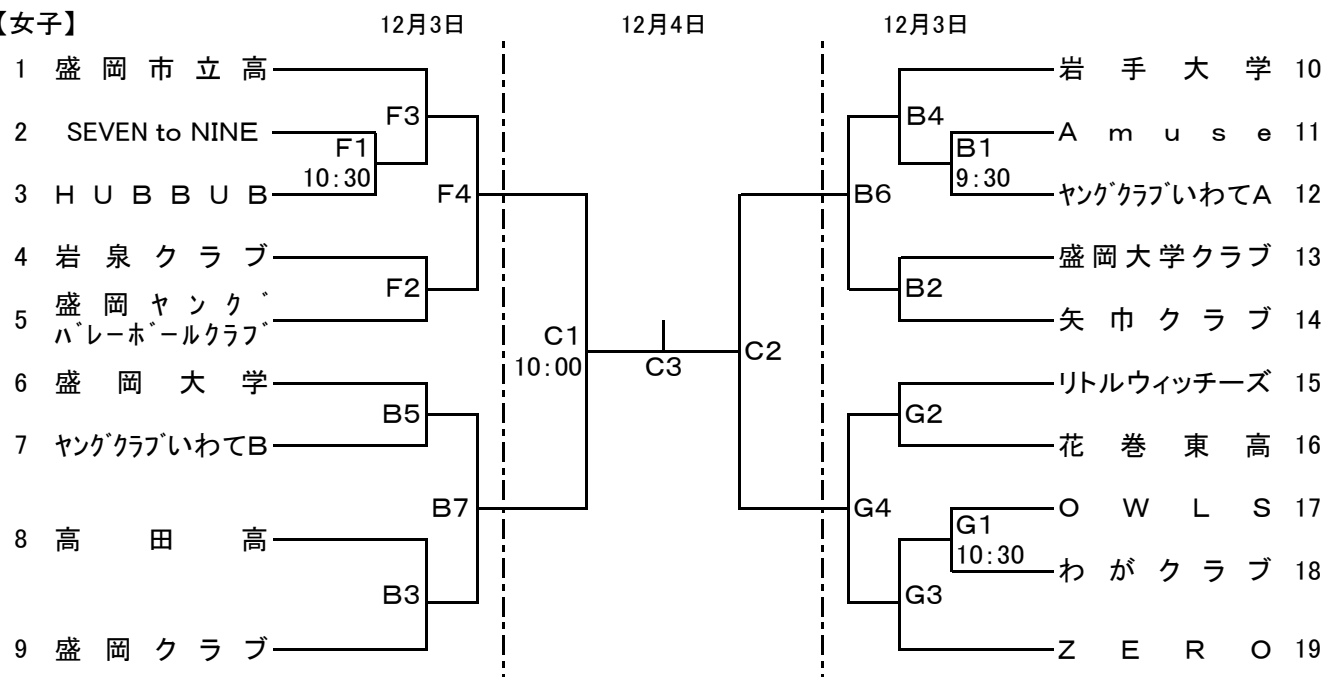 【女子】 12月3日 12月4日 12月3日
1 盛岡市立高 岩手大学 10
F3 B4
2 SEVEN to NINE Amuse 11
F1 B1
10:30 9:30
3 HUBBUB F4 B6 ヤングクラブいわてA 12
4 岩泉クラブ 盛岡大学クラブ 13
F2 B2
5 盛岡ヤング 矢巾クラブ 14
バレーボールクラブ
C1 C2
10:00 C3
6 盛岡大学 リトルウィッチーズ 15
B5 G2
7 ヤングクラブいわてB 花巻東高 16
B7 G4 OWLS 17
G1
8 高田高 10:30
わがクラブ 18
B3 G3
9 盛岡クラブ ZERO 19